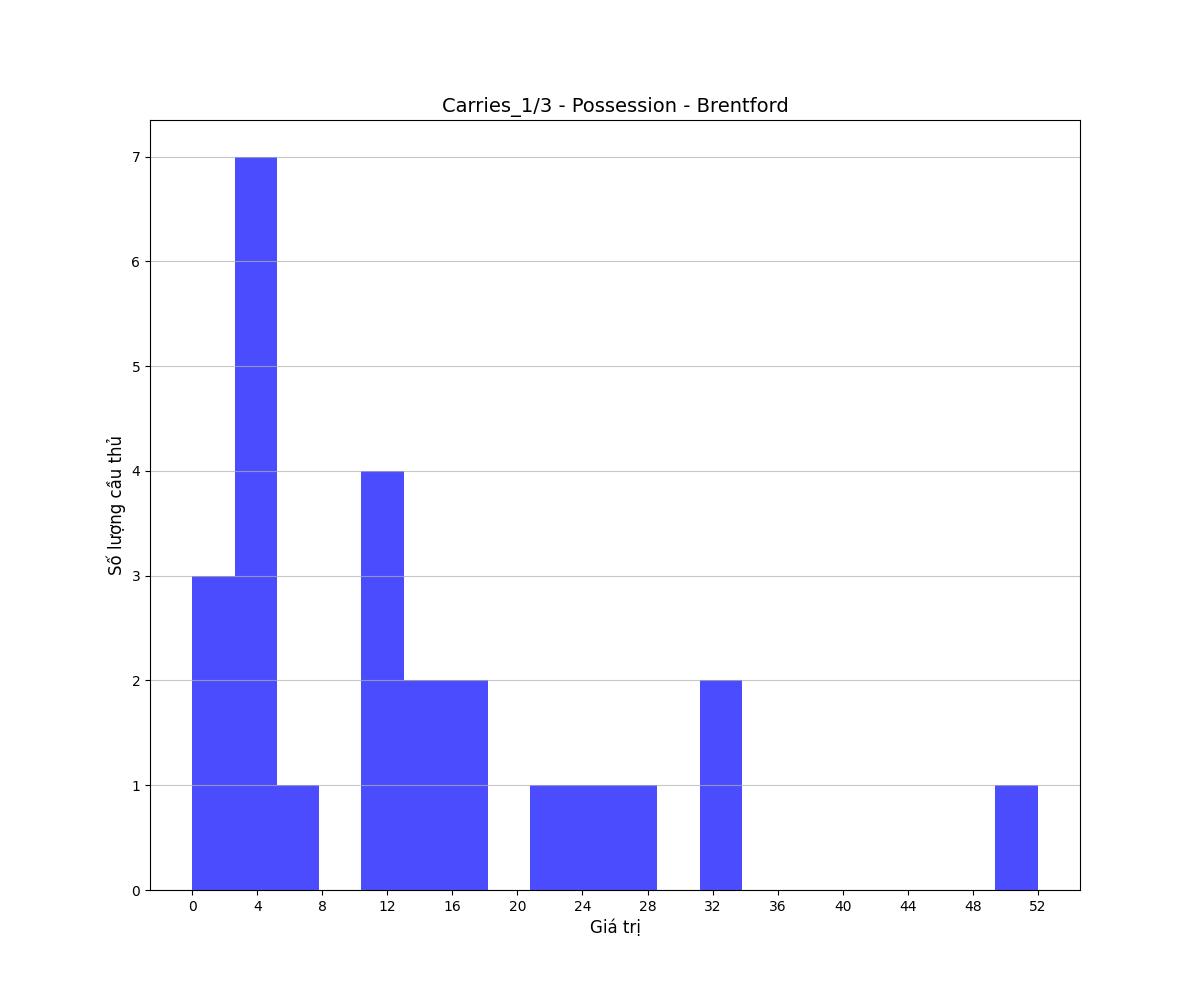 Carries_1/3 - Possession - Brentford
Số lượng cầu thủ
7
6
5
4
3
2
1
0
0 4 8 12 16 20 24 28 32 36 40 44 48 52
Giá trị